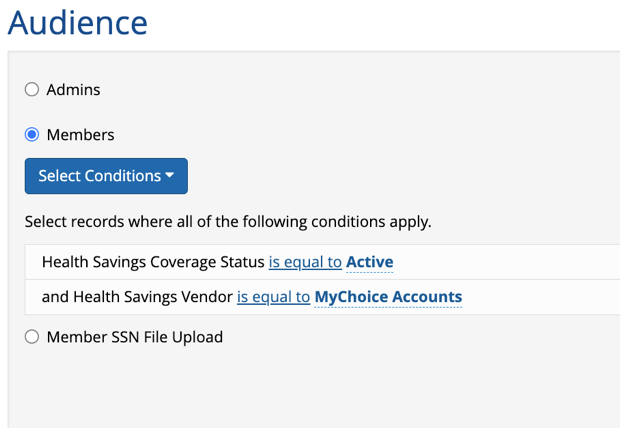 Audience
Admins
Members
Select Conditions
Select records where all of the following conditions apply.
Health Savings Coverage Status is equal to Active
and Health Savings Vendor is equal to MyChoice Accounts
Member SSN File Upload